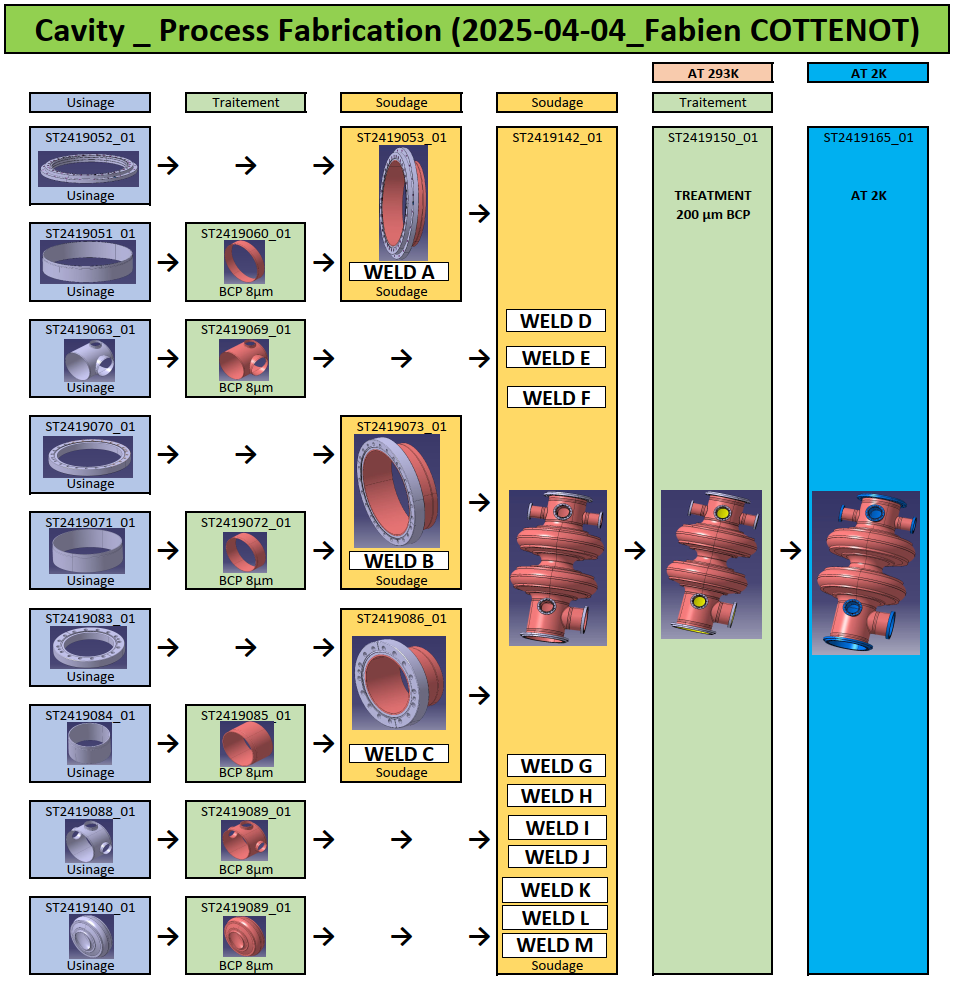 Cavity _ Process Fabrication (2025-04-04_Fabien COTTENOT)
AT 293K
AT 2K
Usinage
Traitement
Soudage
Soudage
Traitement
ST2419052_01
Usinage
ST2419051_01
Usinage
ST2419060_01
BCP 8µm
ST2419053_01
WELD A
Soudage
ST2419063_01
Usinage
ST2419069_01
BCP 8µm
ST2419070_01
Usinage
ST2419071_01
Usinage
ST2419072_01
BCP 8µm
ST2419073_01
WELD B
Soudage
ST2419083_01
Usinage
ST2419084_01
Usinage
ST2419085_01
BCP 8µm
ST2419086_01
WELD C
Soudage
ST2419088_01
Usinage
ST2419089_01
BCP 8µm
ST2419140_01
Usinage
ST2419089_01
BCP 8µm
ST2419142_01
WELD D
WELD E
WELD F
WELD G
WELD H
WELD I
WELD J
WELD K
WELD L
WELD M
Soudage
ST2419150_01
TREATMENT
200 µm BCP
ST2419165_01
AT 2K